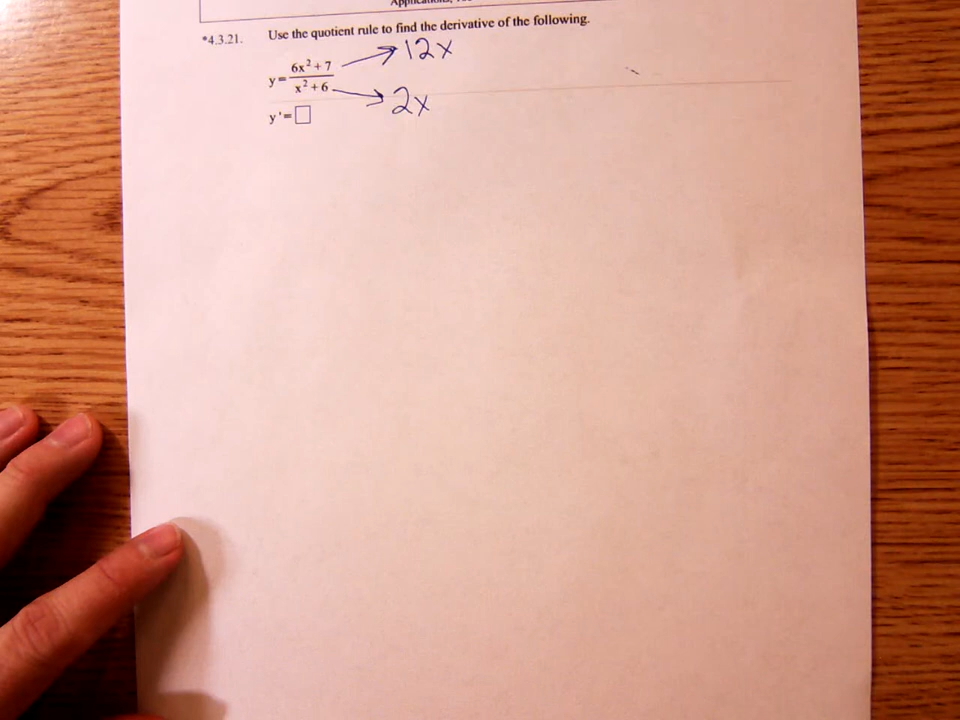 *4.3.21. Use the quotient rule to find the derivative of the following.
y = (6x² + 7)/(x² + 6)
12x
2x
y' = □